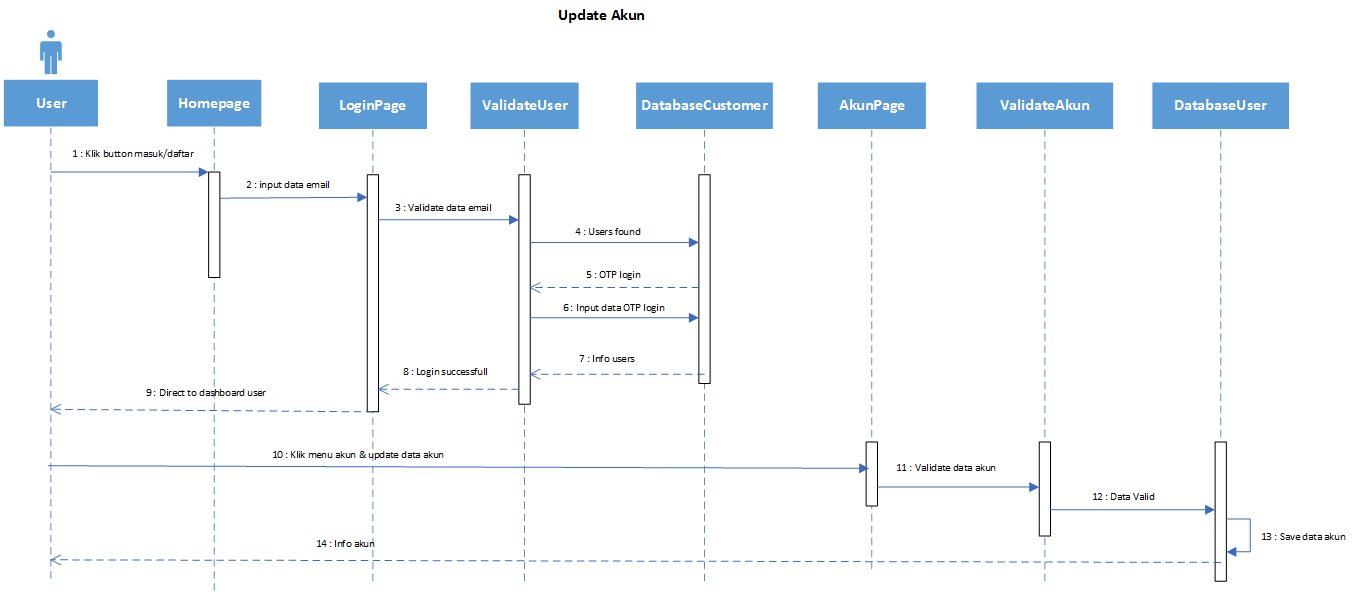 Update Akun
User
Homepage
LoginPage
ValidateUser
DatabaseCustomer
AkunPage
ValidateAkun
DatabaseUser
1 : Klik button masuk/daftar
2 : input data email
3 : Validate data email
4 : Users found
5 : OTP login
6 : Input data OTP login
7 : Info users
8 : Login successfull
9 : Direct to dashboard user
10 : Klik menu akun & update data akun
11 : Validate data akun
12 : Data Valid
13 : Save data akun
14 : Info akun